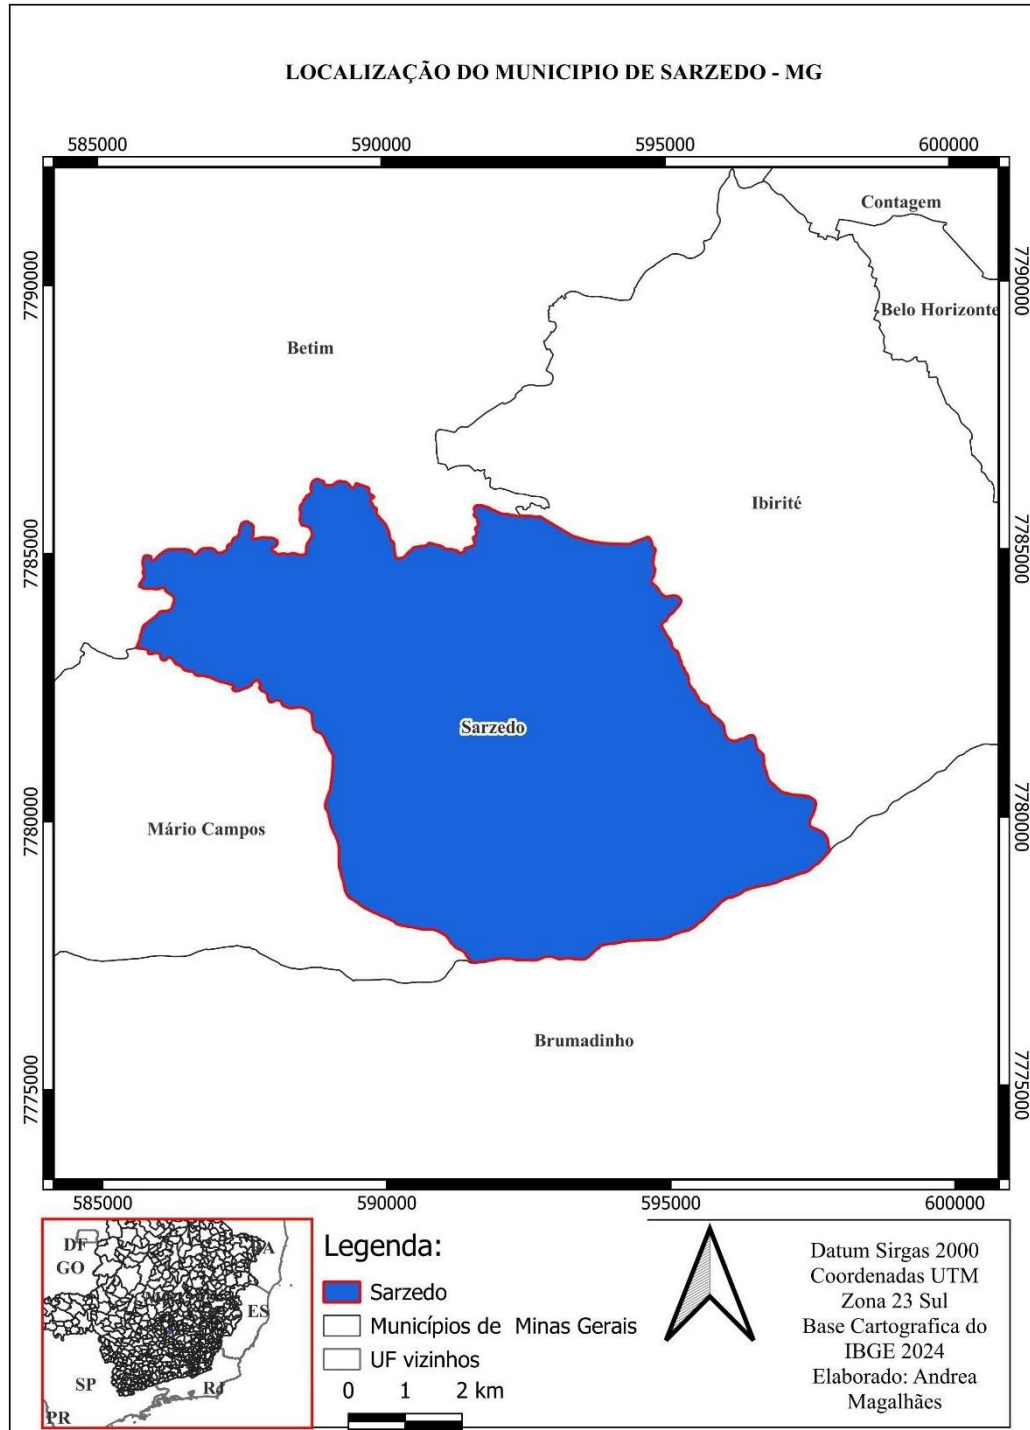 LOCALIZAÇÃO DO MUNICIPIO DE SARZEDO - MG
585000 590000 595000 600000
Contagem
7790000
7790000
Belo Horizonte
Betim
Ibirité
7785000
7785000
Sarzedo
7780000
7780000
Mário Campos
Brumadinho
7775000
7775000
585000 590000 595000 600000
DF
GO
BA
ES
SP
RJ
PR
Legenda:
Sarzedo
Municípios de Minas Gerais
UF vizinhos
0 1 2 km
Datum Sirgas 2000
Coordenadas UTM
Zona 23 Sul
Base Cartografica do
IBGE 2024
Elaborado: Andrea
Magalhães